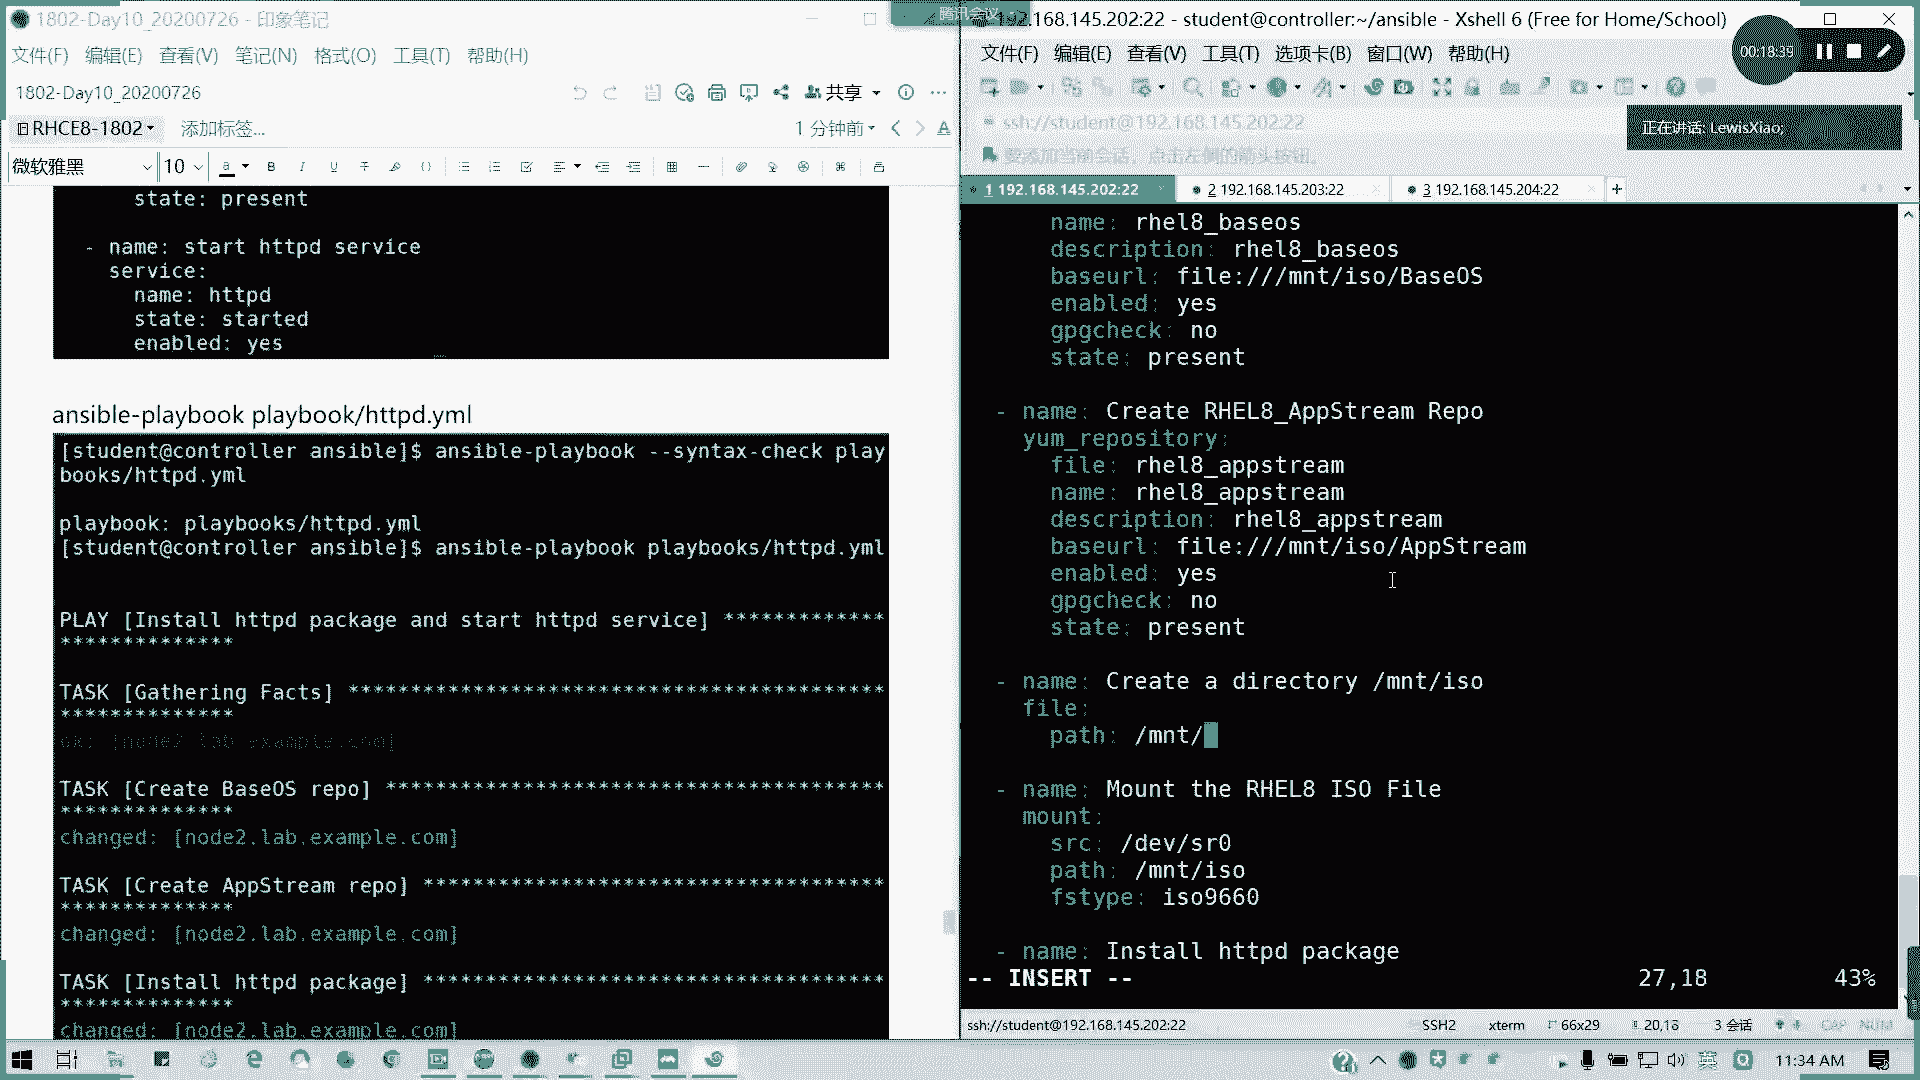 1802-Day10_20200726 - 印象笔记
文件(F) 编辑(E) 查看(V) 笔记(N) 格式(O) 工具(T) 帮助(H)
1802-Day10_20200726
共享
RHCE8-1802
添加标签...
1 分钟前
微软雅黑
10
state: present
- name: start httpd service
service:
name: httpd
state: started
enabled: yes
ansible-playbook playbook/httpd.yml
[student@controller ansible]$ ansible-playbook --syntax-check play
books/httpd.yml
playbook: playbooks/httpd.yml
[student@controller ansible]$ ansible-playbook playbooks/httpd.yml
PLAY [Install httpd package and start httpd service] **************
**************
TASK [Gathering Facts] *******************************************
**************
ok: [node2.lab.example.com]
TASK [Create BaseOS repo] ****************************************
**************
changed: [node2.lab.example.com]
TASK [Create AppStream repo] *************************************
**************
changed: [node2.lab.example.com]
TASK [Install httpd package] *************************************
**************
changed: [node2.lab.example.com]
腾讯会议
192.168.145.202:22 - student@controller:~/ansible - Xshell 6 (Free for Home/School)
文件(F) 编辑(E) 查看(V) 工具(T) 选项卡(B) 窗口(W) 帮助(H)
00:18:39
ssh://student@192.168.145.202:22
正在讲话: LewisXiao;
要添加当前会话，点击左侧的箭头按钮。
1 192.168.145.202:22
2 192.168.145.203:22
3 192.168.145.204:22
name: rhel8_baseos
description: rhel8_baseos
baseurl: file:///mnt/iso/BaseOS
enabled: yes
gpgcheck: no
state: present
- name: Create RHEL8_AppStream Repo
yum_repository:
file: rhel8_appstream
name: rhel8_appstream
description: rhel8_appstream
baseurl: file:///mnt/iso/AppStream
enabled: yes
gpgcheck: no
state: present
- name: Create a directory /mnt/iso
file:
path: /mnt/
- name: Mount the RHEL8 ISO File
mount:
src: /dev/sr0
path: /mnt/iso
fstype: iso9660
- name: Install httpd package
-- INSERT --
27,18
43%
ssh://student@192.168.145.202:22
SSH2
xterm
66x29
20,18
3 会话
CAP NUM
英
11:34 AM